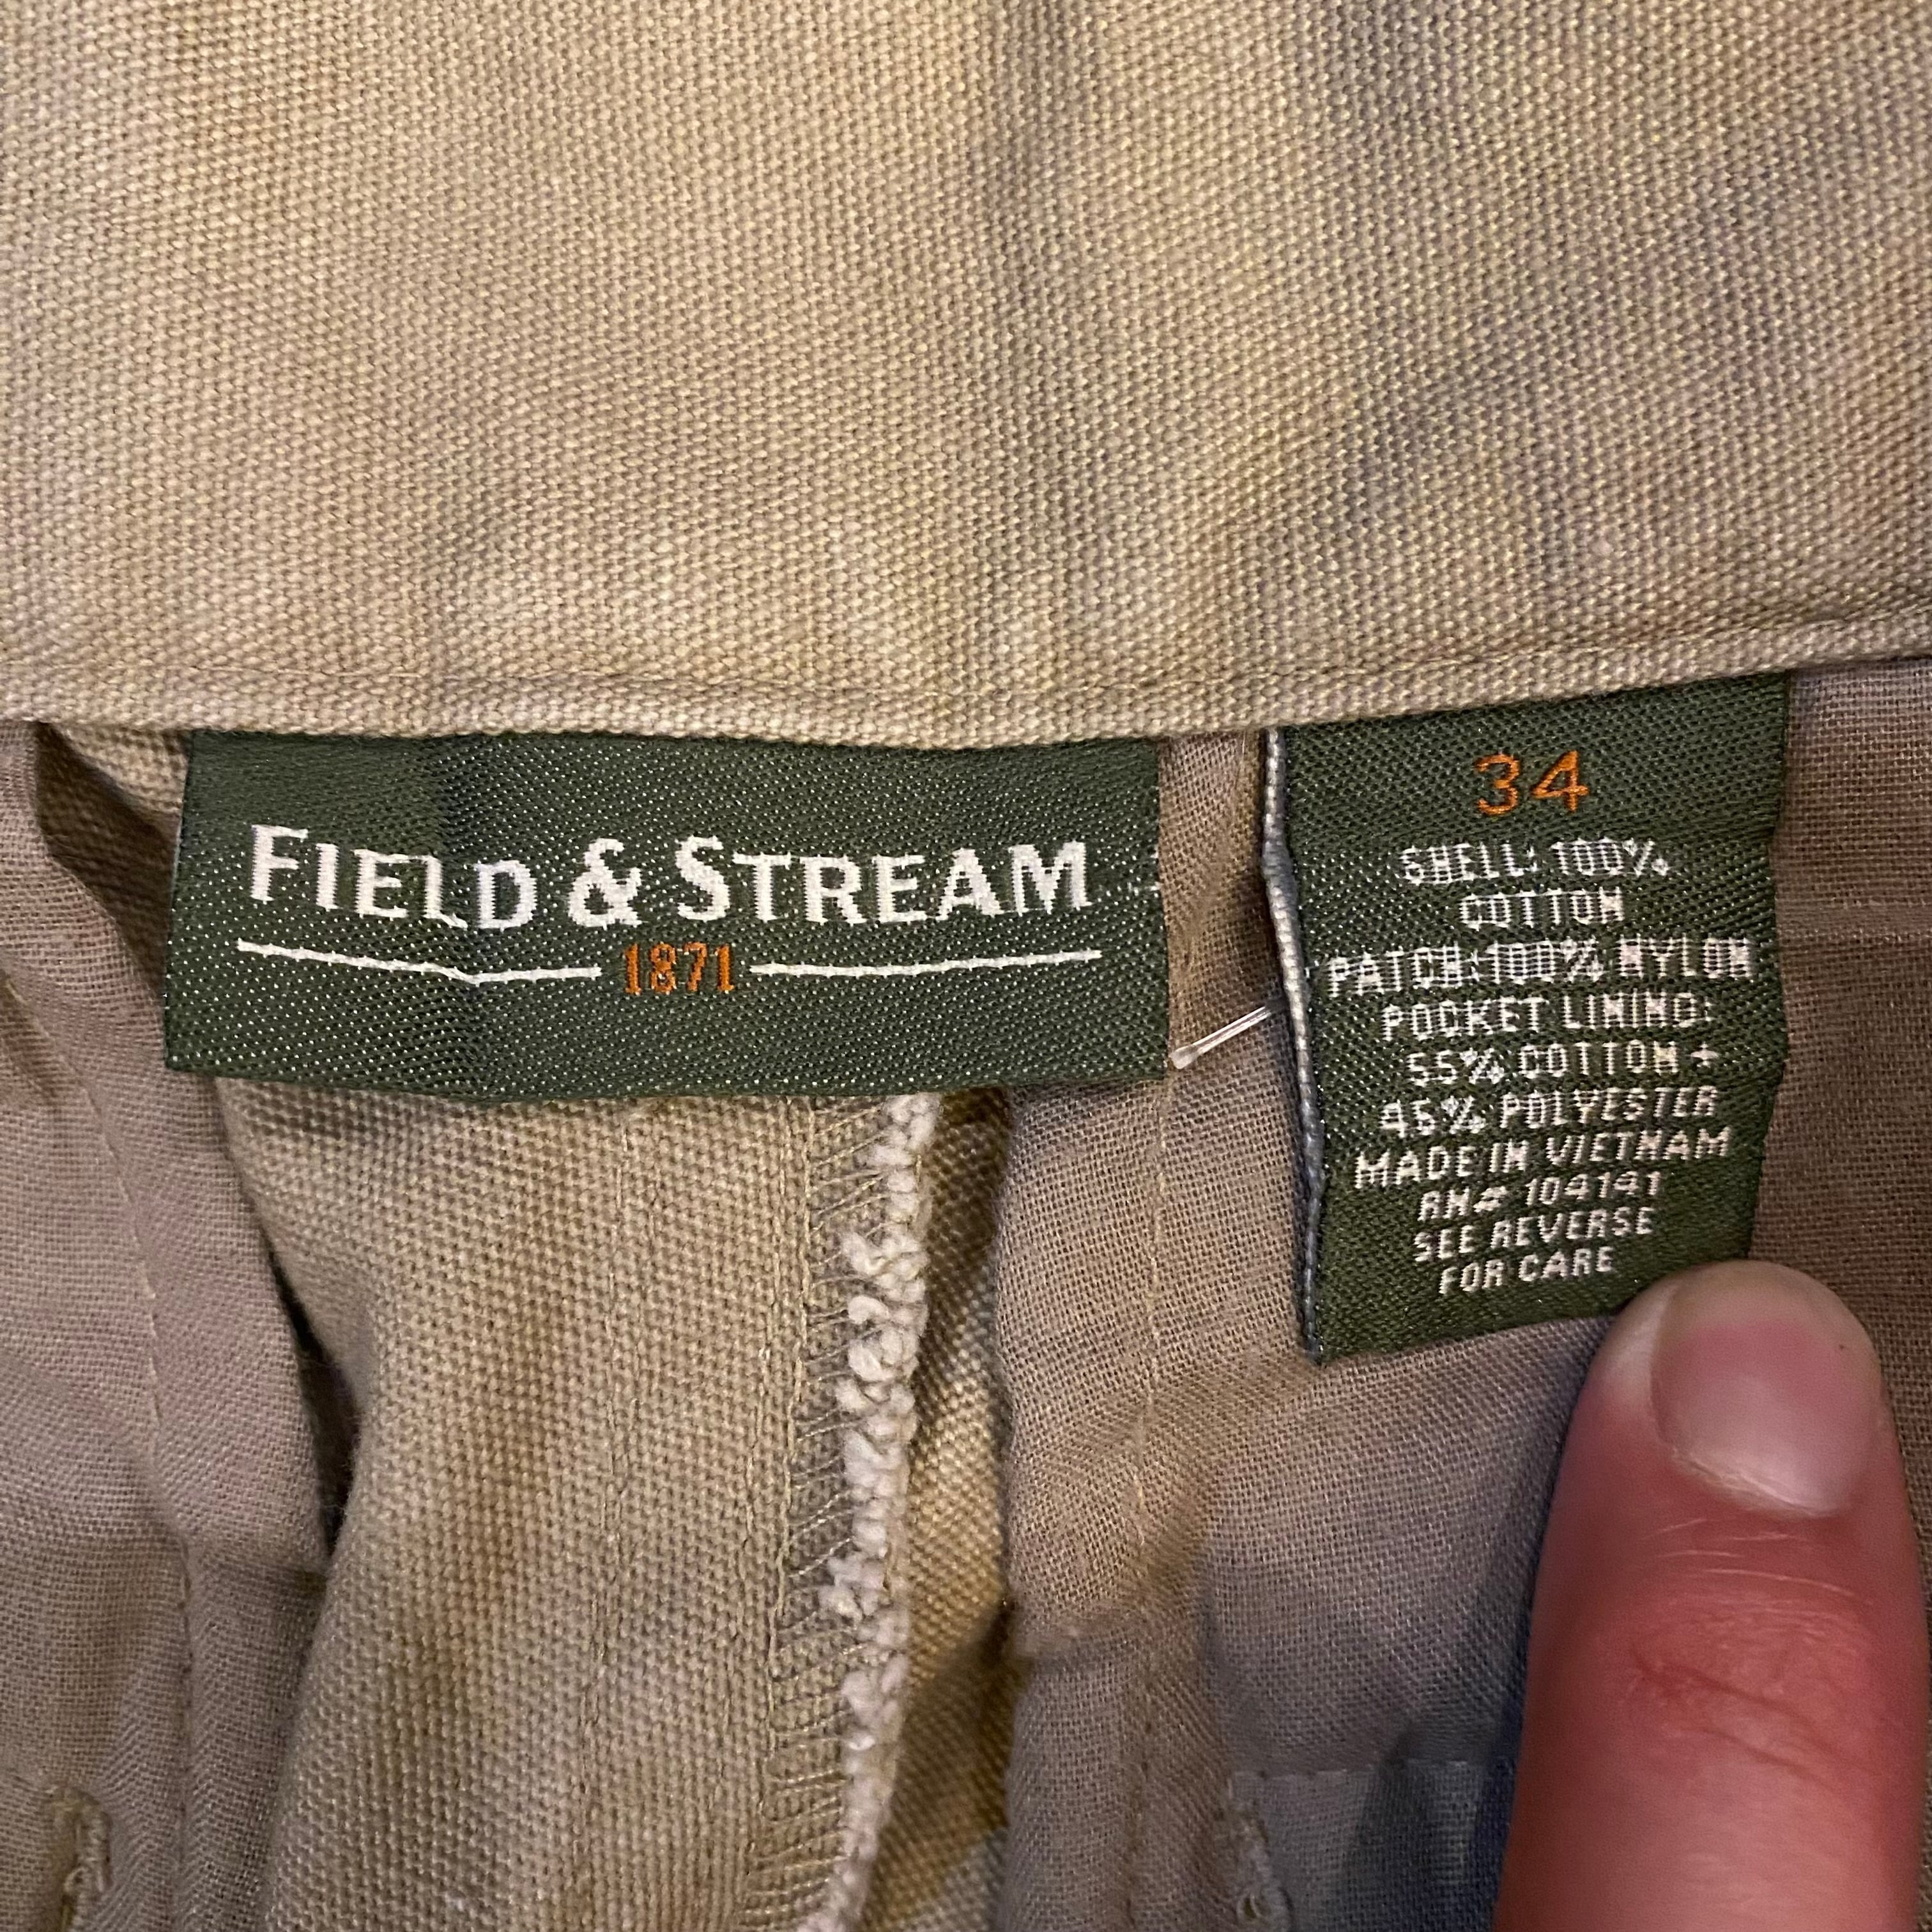 FIELD & STREAM
1871
34
SHELL: 100%
COTTON
PATCH:100% NYLON
POCKET LINING:
55% COTTON +
45% POLYESTER
MADE IN VIETNAM
RN# 104141
SEE REVERSE
FOR CARE